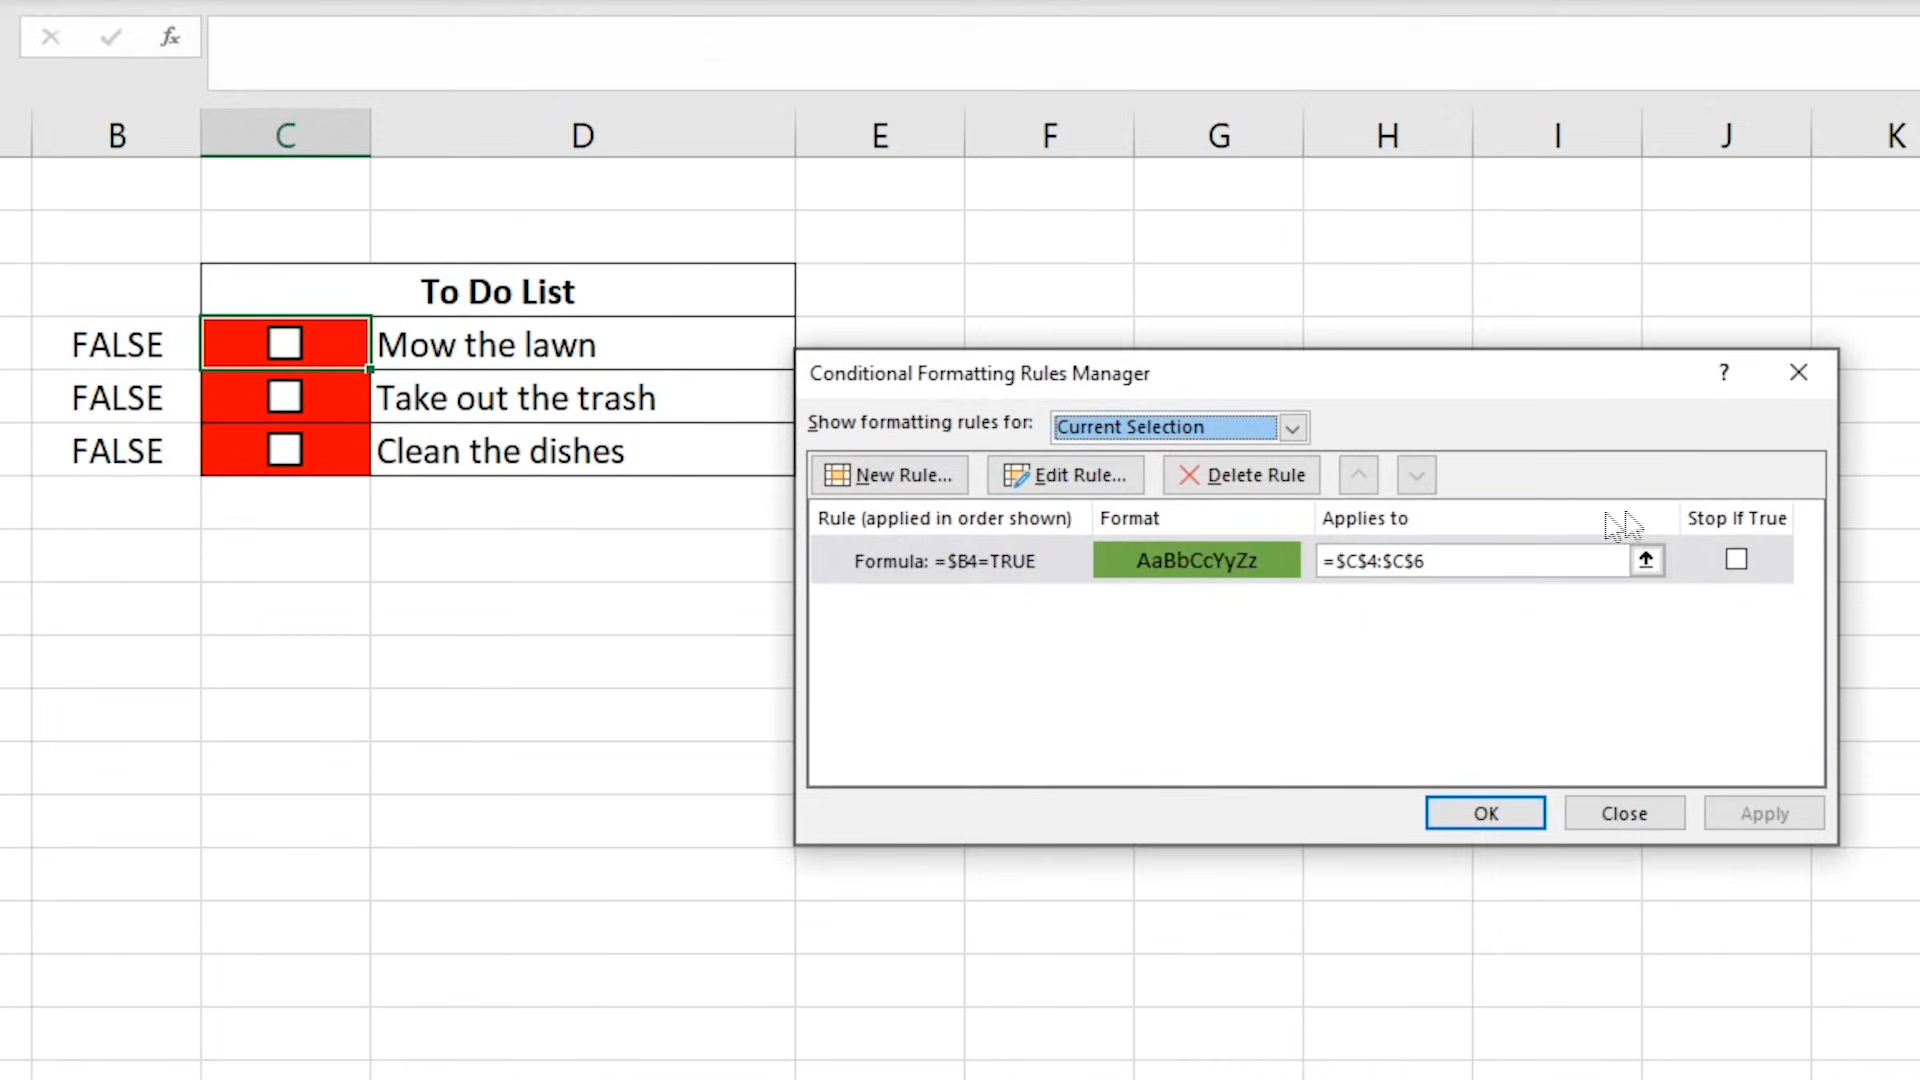 fx
B C D E F G H I J K
To Do List
FALSE Mow the lawn
FALSE Take out the trash
FALSE Clean the dishes
Conditional Formatting Rules Manager ?
Show formatting rules for: Current Selection
New Rule... Edit Rule... Delete Rule
Rule (applied in order shown) Format Applies to Stop If True
Formula: =$B4=TRUE AaBbCcYyZz =$C$4:$C$6
OK Close Apply